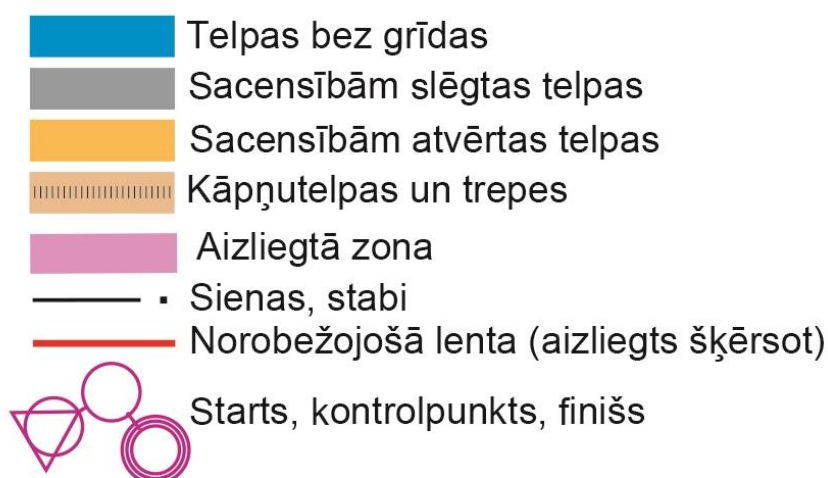 Telpas bez grīdas
Sacensībām slēgtas telpas
Sacensībām atvērtas telpas
Kāpņutelpas un trepes
Aizliegtā zona
Sienas, stabi
Norobežojošā lenta (aizliegts šķērsot)
Starts, kontrolpunkts, finišs